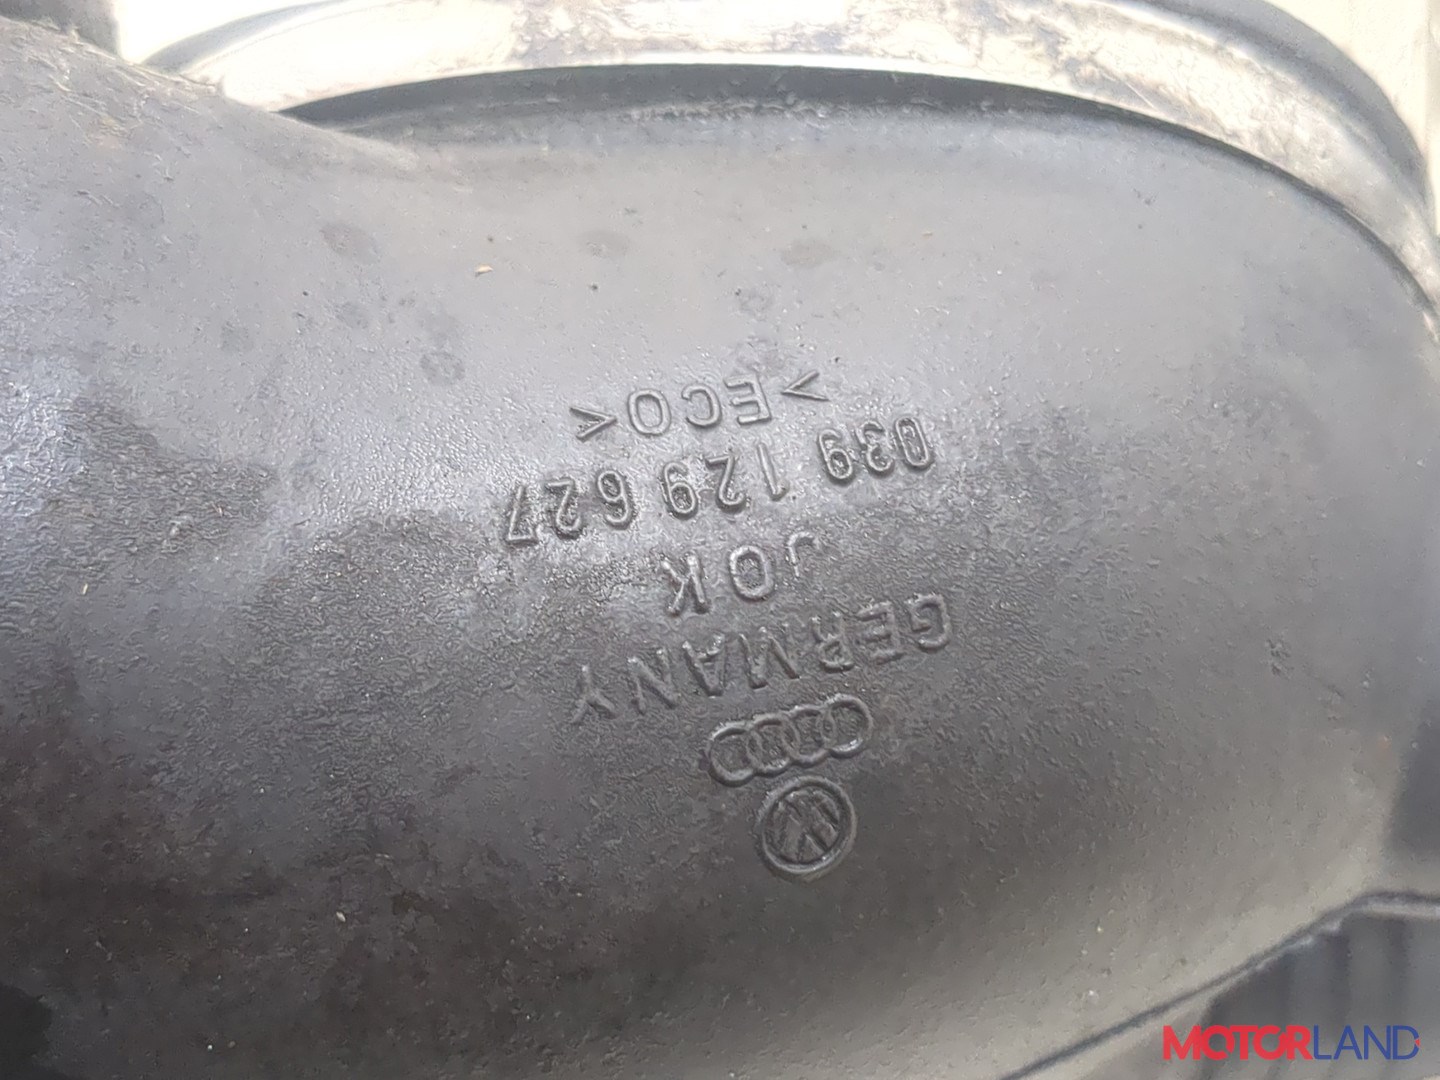 GERMANY
JOK
039 129 627
>ECO<
MOTORLAND